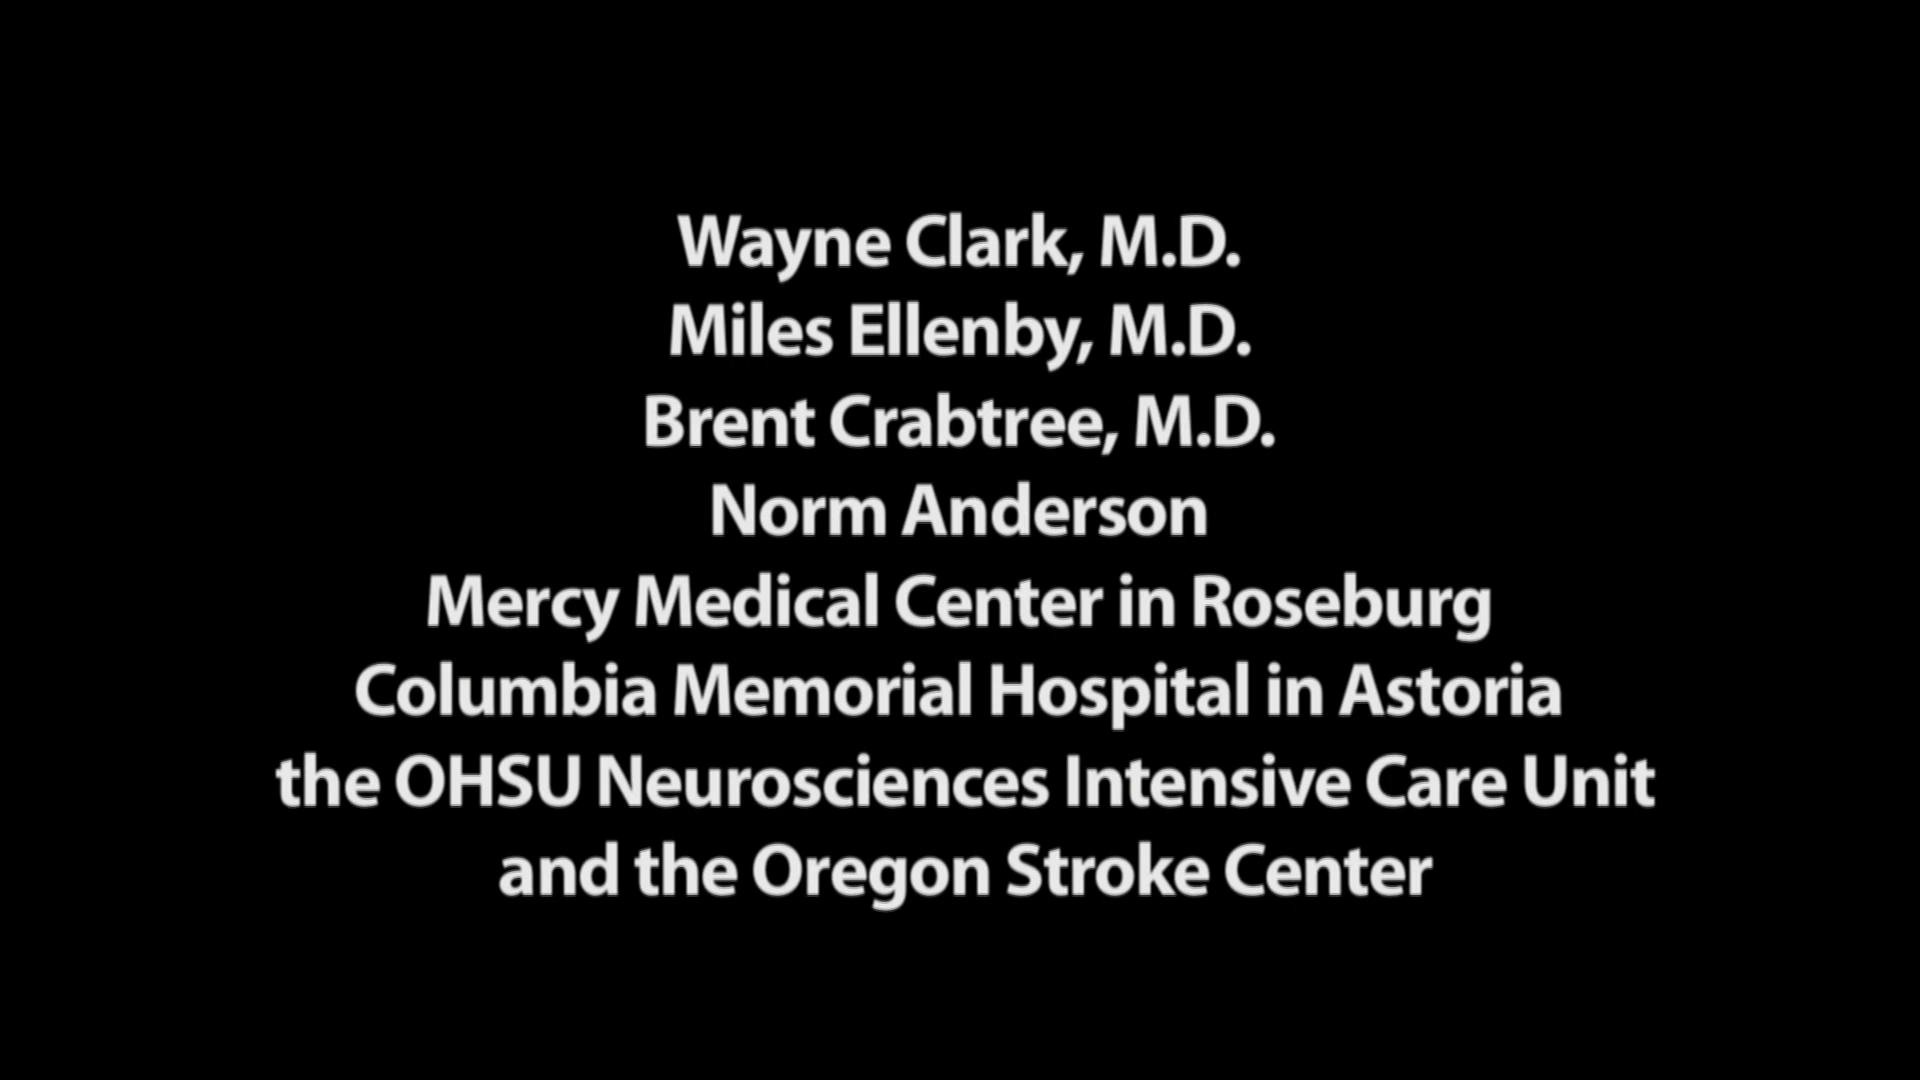 Wayne Clark, M.D.
Miles Ellenby, M.D.
Brent Crabtree, M.D.
Norm Anderson
Mercy Medical Center in Roseburg
Columbia Memorial Hospital in Astoria
the OHSU Neurosciences Intensive Care Unit
and the Oregon Stroke Center